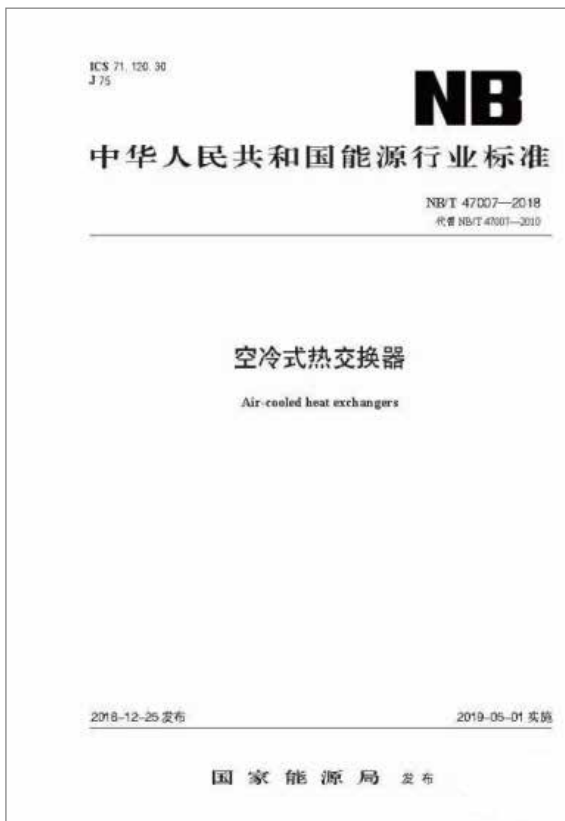 ICS 71.120.30
J 75
NB
中华人民共和国能源行业标准
NB/T 47007—2018
代替 NB/T 47007—2010
空冷式热交换器
Air-cooled heat exchangers
2018-12-25 发布
2019-05-01 实施
国家能源局 发布